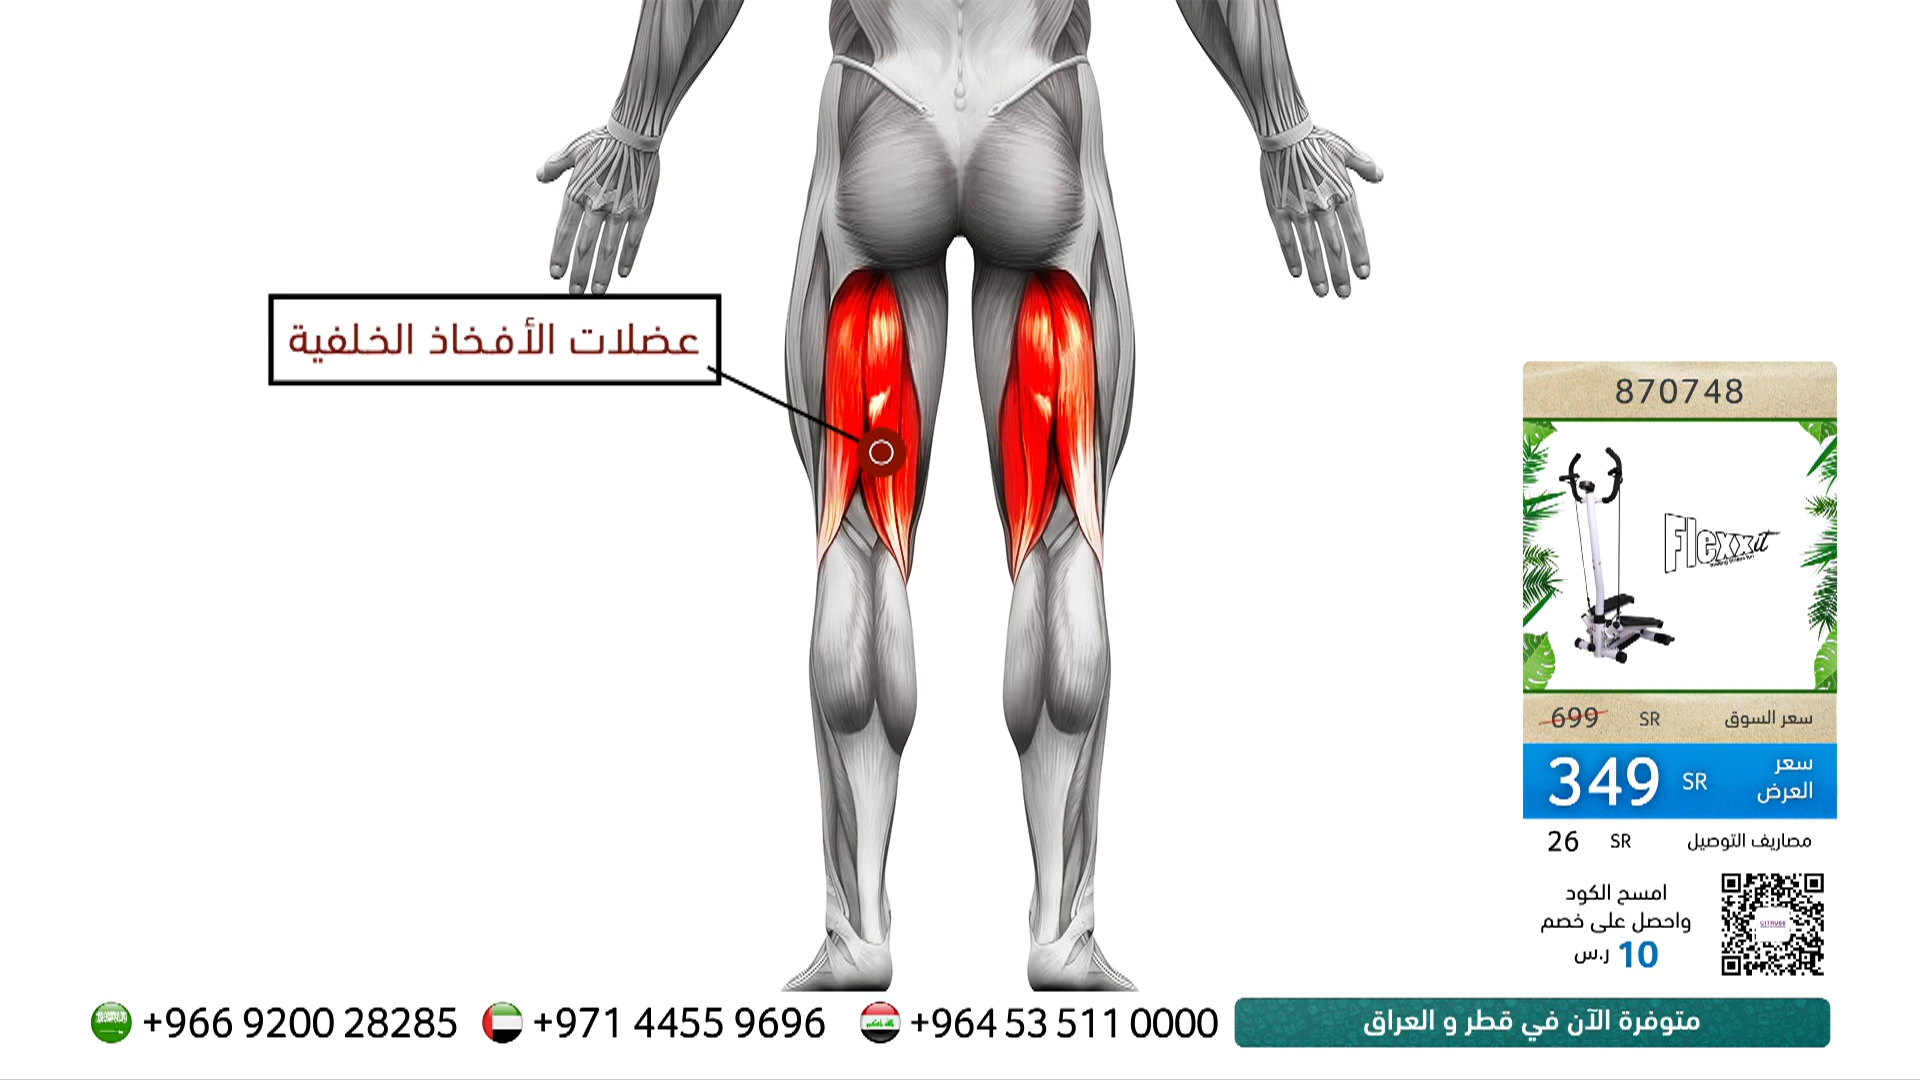 عضلات الأفخاذ الخلفية
870748
Flexxit
سعر السوق SR 699
سعر العرض SR 349
مصاريف التوصيل SR 26
امسح الكود
واحصل على خصم
10 ر.س
CITRUSS
+966 9200 28285
+971 4455 9696
+964 53 511 0000
متوفرة الآن في قطر و العراق